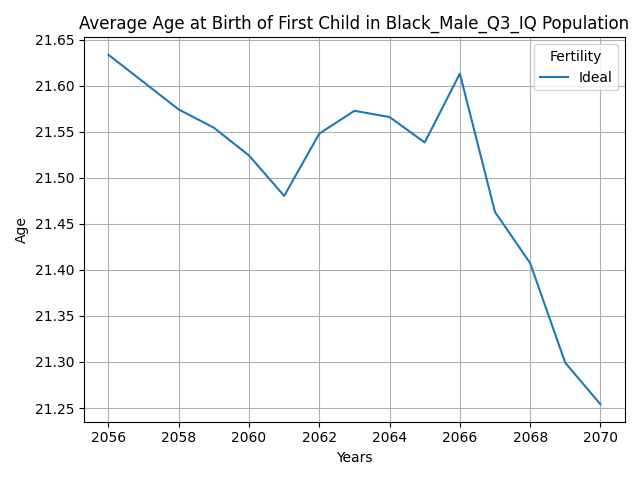 Average Age at Birth of First Child in Black_Male_Q3_IQ Population
21.65
21.60
21.55
21.50
21.45
21.40
21.35
21.30
21.25
Age
Fertility
Ideal
2056 2058 2060 2062 2064 2066 2068 2070
Years